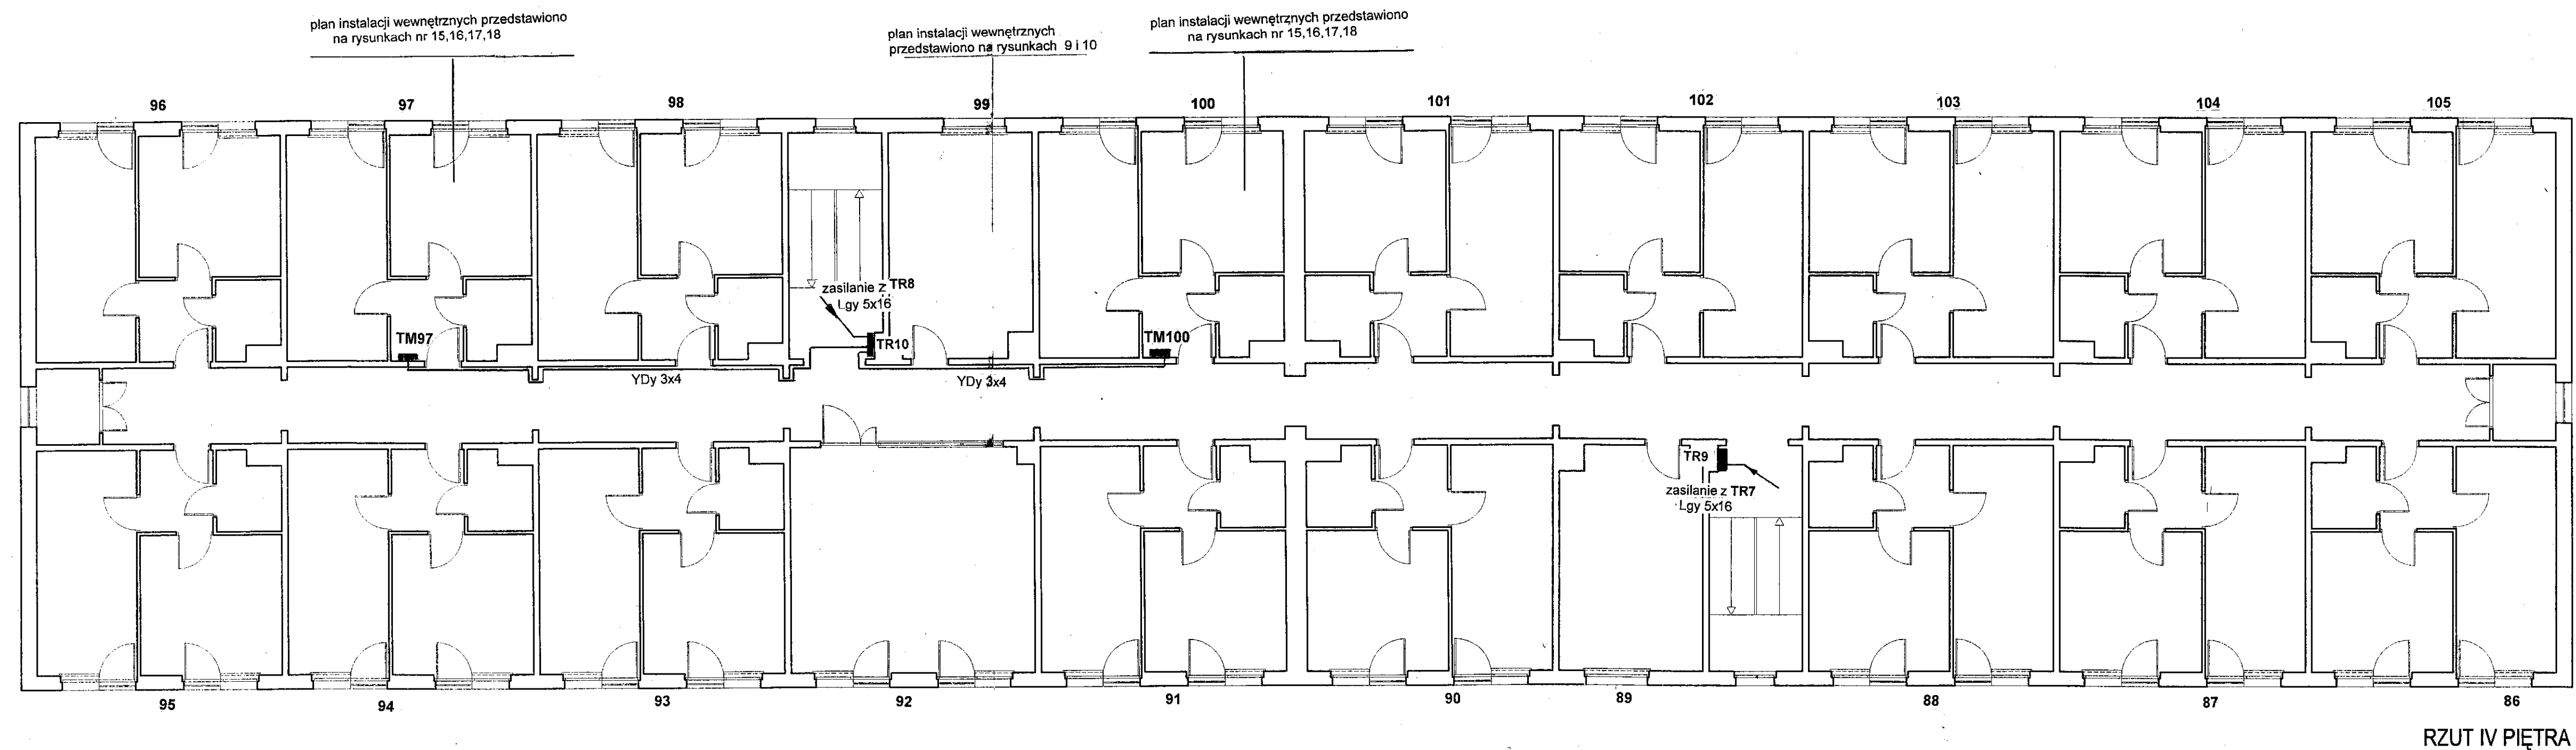 plan instalacji wewnętrznych przedstawiono
na rysunkach nr 15,16,17,18
plan instalacji wewnętrznych
przedstawiono na rysunkach 9 i 10
plan instalacji wewnętrznych przedstawiono
na rysunkach nr 15,16,17,18
96
97
98
99
100
101
102
103
104
105
zasilanie z TR8
Lgy 5x16
TM97
TR10
TM100
YDy 3x4
YDy 3x4
TR9
zasilanie z TR7
Lgy 5x16
95
94
93
92
91
90
89
88
87
86
RZUT IV PIĘTRA